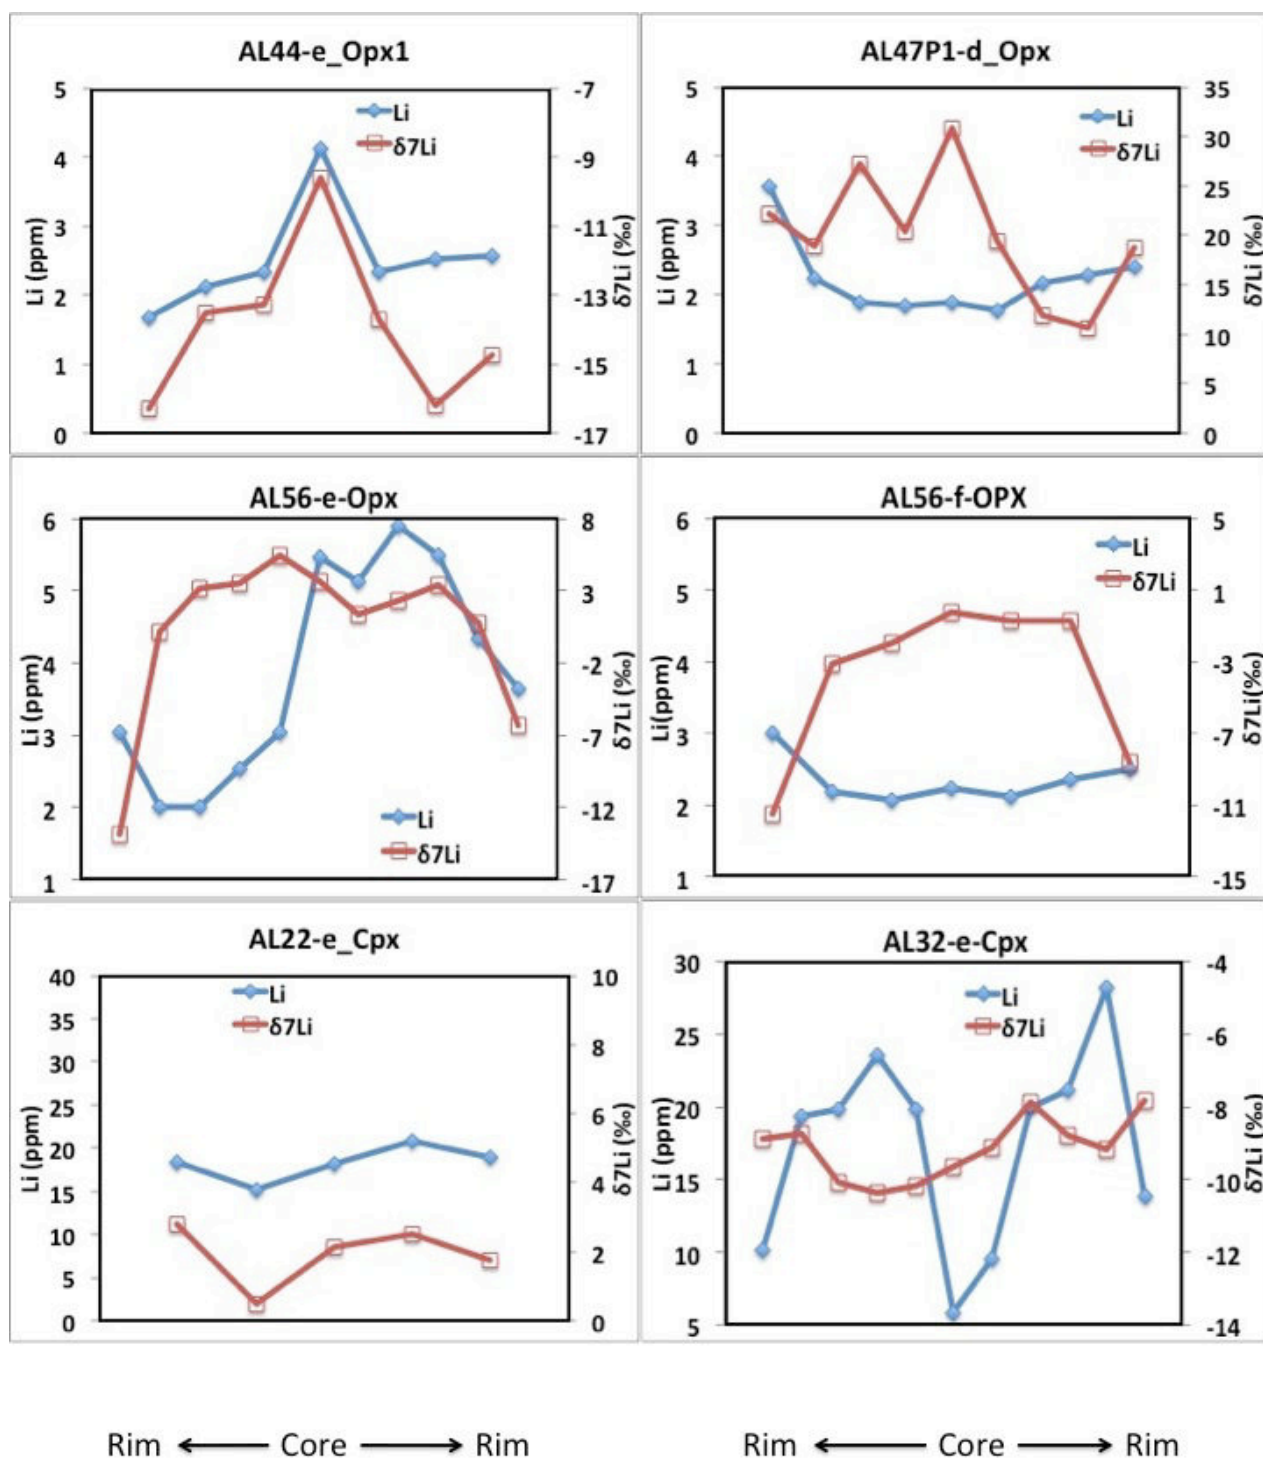 AL44-e_Opx1
5
4
3
2
1
0
Li (ppm)
Li
δ7Li
-7
-9
-11
-13
-15
-17
δ7Li (‰)
AL47P1-d_Opx
5
4
3
2
1
0
Li (ppm)
Li
δ7Li
35
30
25
20
15
10
5
0
δ7Li (‰)
AL56-e-Opx
6
5
4
3
2
1
Li (ppm)
Li
δ7Li
8
3
-2
-7
-12
-17
δ7Li (‰)
AL56-f-OPX
6
5
4
3
2
1
Li(ppm)
Li
δ7Li
5
1
-3
-7
-11
-15
δ7Li(‰)
AL22-e_Cpx
40
35
30
25
20
15
10
5
0
Li (ppm)
Li
δ7Li
10
8
6
4
2
0
δ7Li (‰)
AL32-e-Cpx
30
25
20
15
10
5
Li (ppm)
Li
δ7Li
-4
-6
-8
-10
-12
-14
δ7Li (‰)
Rim Core Rim
Rim Core Rim